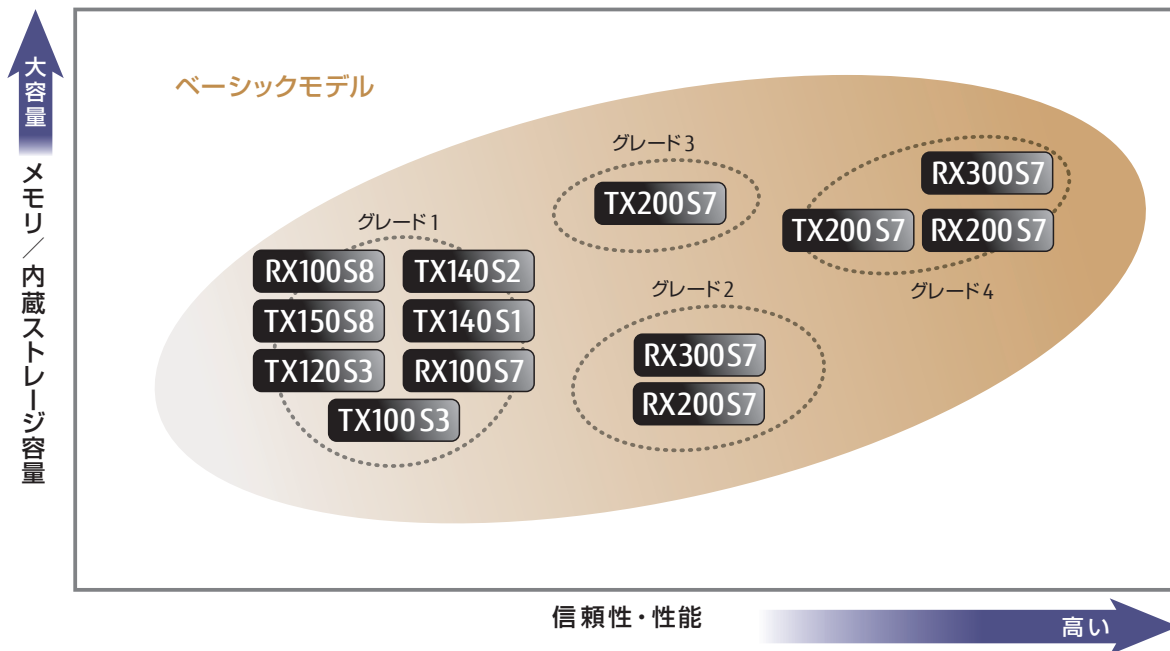 大容量
メモリ／内蔵ストレージ容量
ベーシックモデル
グレード1
RX100S8
TX140S2
TX150S8
TX140S1
TX120S3
RX100S7
TX100S3
グレード3
TX200S7
グレード2
RX300S7
RX200S7
RX300S7
TX200S7
RX200S7
グレード4
信頼性・性能
高い